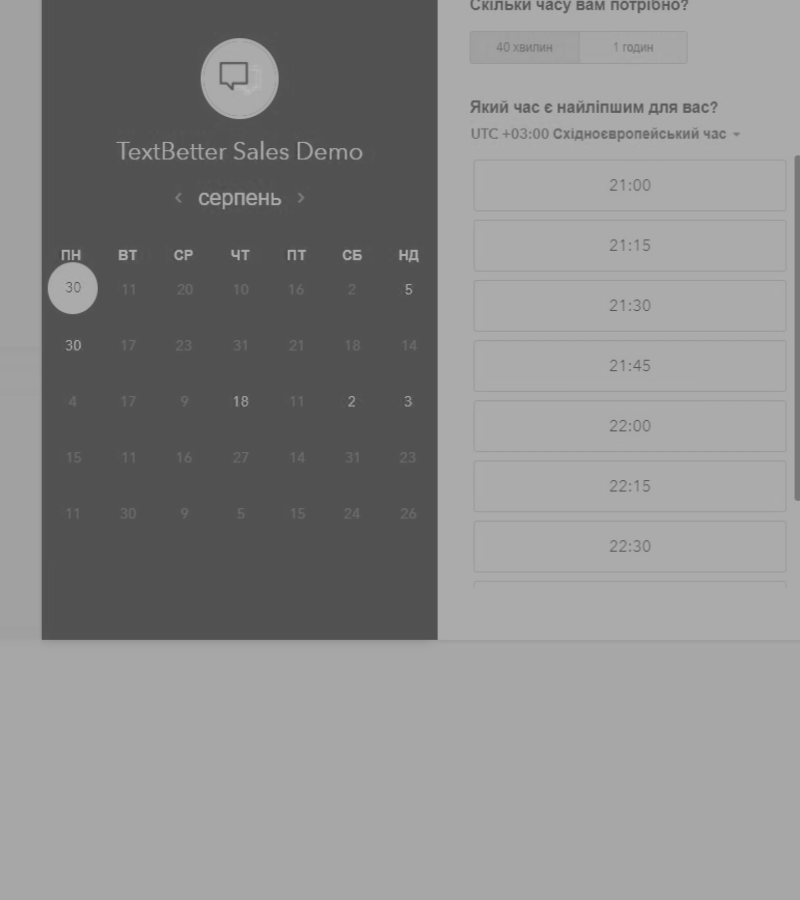 TextBetter Sales Demo
серпень
ПН ВТ СР ЧТ ПТ СБ НД
30 11 20 10 16 2 5
30 17 23 31 21 18 14
4 17 9 18 11 2 3
15 11 16 27 14 31 23
11 30 9 5 15 24 26
Скільки часу вам потрібно?
40 хвилин 1 годин
Який час є найліпшим для вас?
UTC +03:00 Східноєвропейський час
21:00
21:15
21:30
21:45
22:00
22:15
22:30